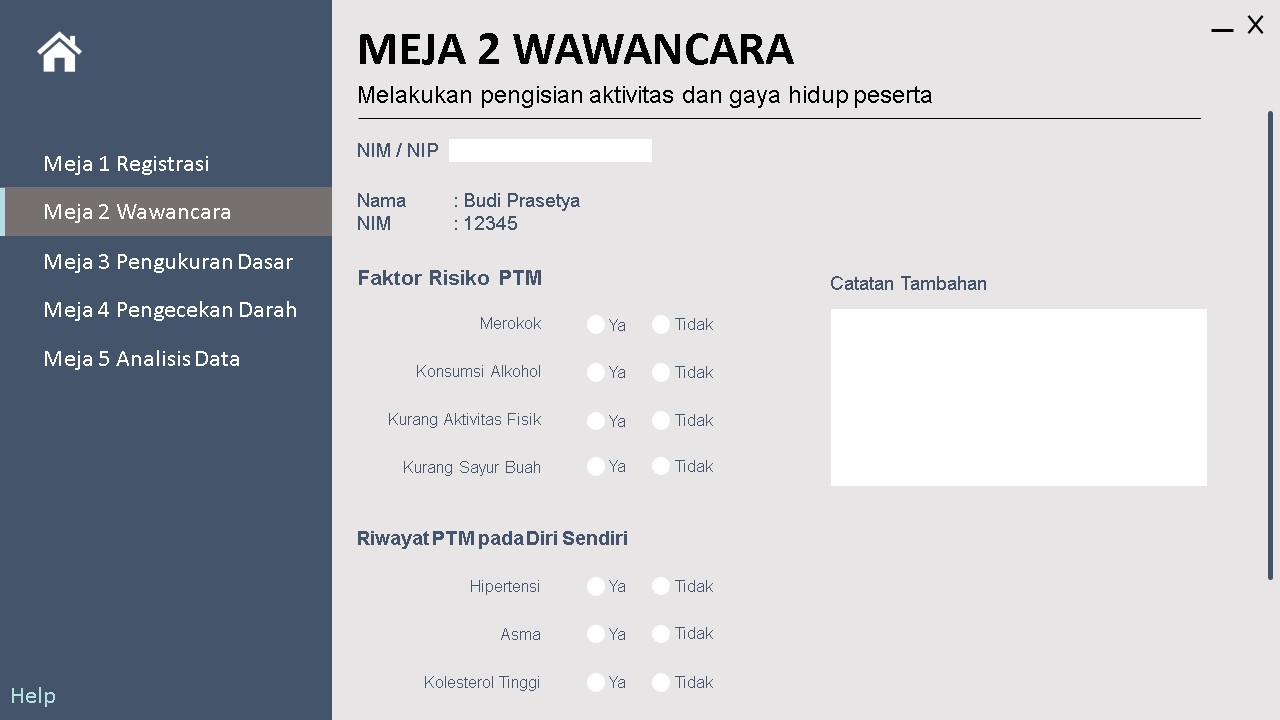 MEJA 2 WAWANCARA
X
Melakukan pengisian aktivitas dan gaya hidup peserta
Meja 1 Registrasi
Meja 2 Wawancara
Meja 3 Pengukuran Dasar
Meja 4 Pengecekan Darah
Meja 5 Analisis Data
Help
NIM / NIP
Nama : Budi Prasetya
NIM : 12345
Faktor Risiko PTM
Merokok Ya Tidak
Konsumsi Alkohol Ya Tidak
Kurang Aktivitas Fisik Ya Tidak
Kurang Sayur Buah Ya Tidak
Catatan Tambahan
Riwayat PTM pada Diri Sendiri
Hipertensi Ya Tidak
Asma Ya Tidak
Kolesterol Tinggi Ya Tidak